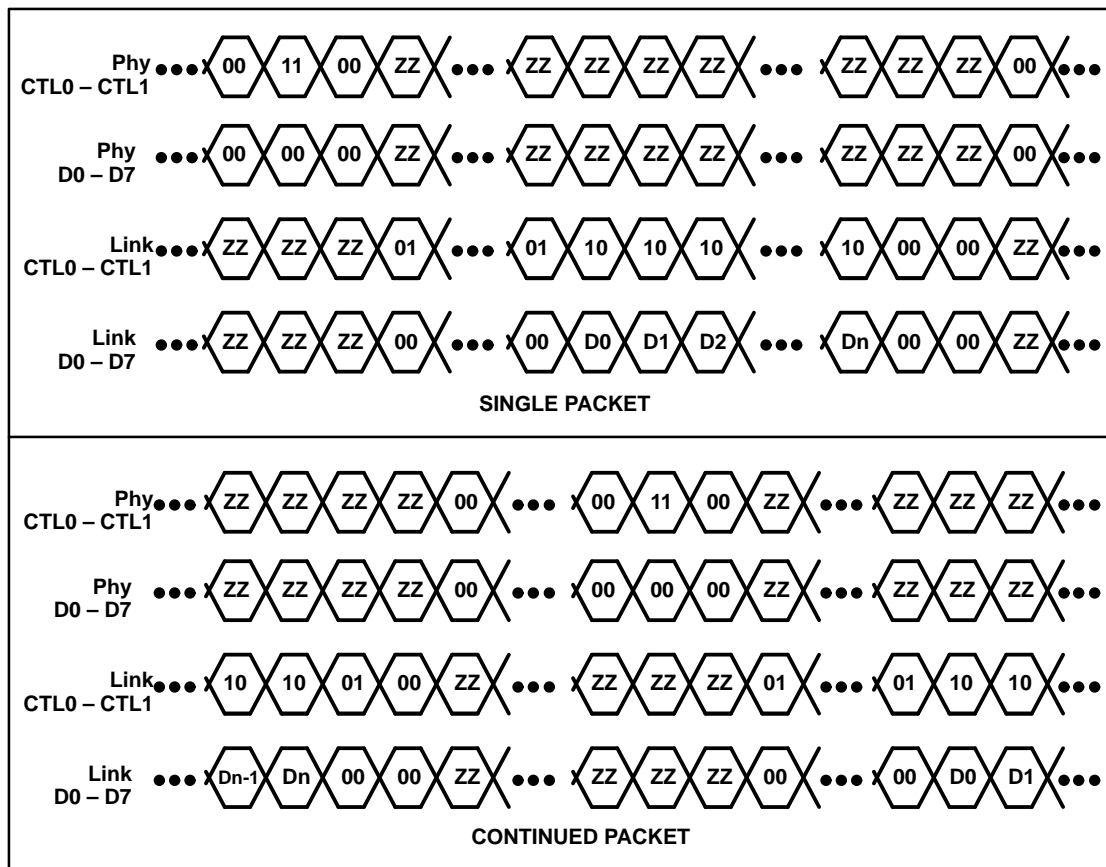 Phy
CTL0 – CTL1
00 11 00 ZZ ZZ ZZ ZZ ZZ ZZ ZZ ZZ 00
Phy
D0 – D7
00 00 00 ZZ ZZ ZZ ZZ ZZ ZZ ZZ ZZ 00
Link
CTL0 – CTL1
ZZ ZZ ZZ 01 01 10 10 10 10 00 00 ZZ
Link
D0 – D7
ZZ ZZ ZZ 00 00 D0 D1 D2 Dn 00 00 ZZ
SINGLE PACKET
Phy
CTL0 – CTL1
ZZ ZZ ZZ ZZ 00 00 11 00 ZZ ZZ ZZ ZZ
Phy
D0 – D7
ZZ ZZ ZZ ZZ 00 00 00 00 ZZ ZZ ZZ ZZ
Link
CTL0 – CTL1
10 10 01 00 ZZ ZZ ZZ ZZ 01 01 10 10
Link
D0 – D7
Dn-1 Dn 00 00 ZZ ZZ ZZ ZZ 00 00 D0 D1
CONTINUED PACKET